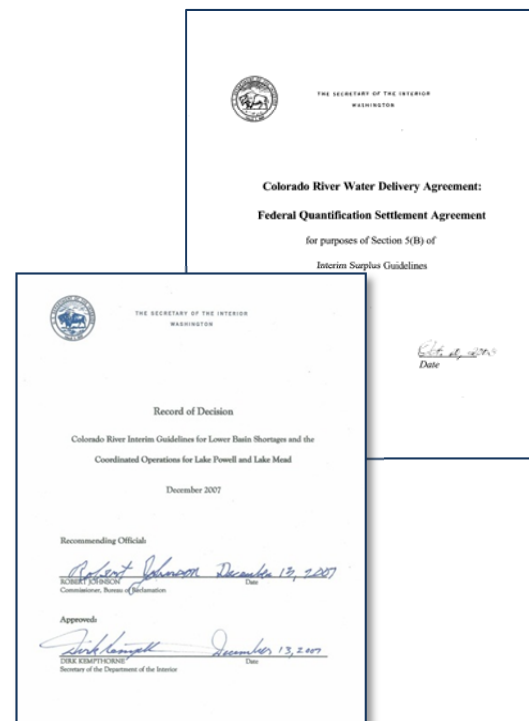 THE SECRETARY OF THE INTERIOR
WASHINGTON
Colorado River Water Delivery Agreement:
Federal Quantification Settlement Agreement
for purposes of Section 5(B) of
Interim Surplus Guidelines
Date
THE SECRETARY OF THE INTERIOR
WASHINGTON
Record of Decision
Colorado River Interim Guidelines for Lower Basin Shortages and the
Coordinated Operations for Lake Powell and Lake Mead
December 2007
Recommending Official:
Robert Johnson December 13, 2007
ROBERT JOHNSON Date
Commissioner, Bureau of Reclamation
Approved:
Dirk Kempthorne December 13, 2007
DIRK KEMPTHORNE Date
Secretary of the Department of the Interior